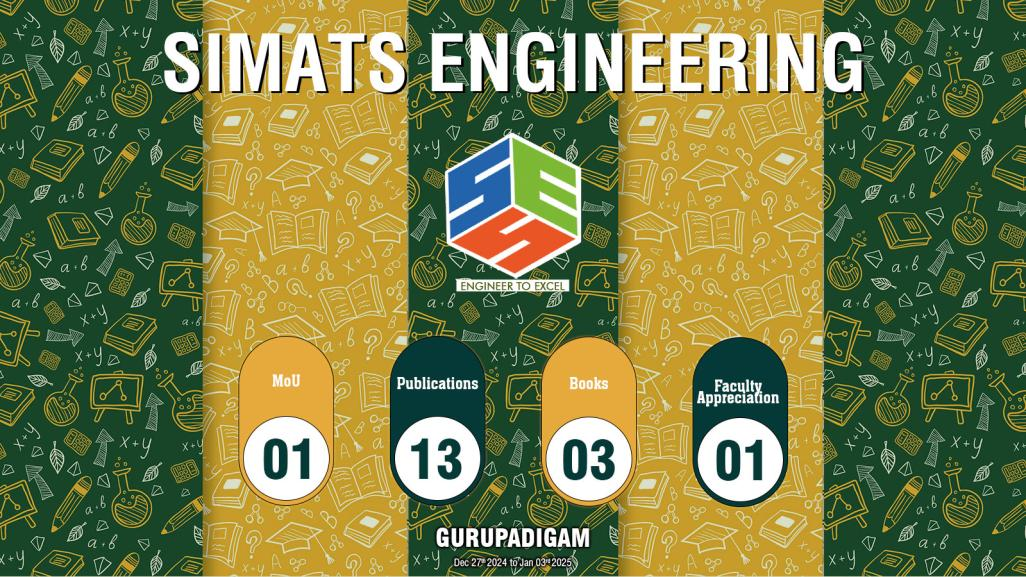 SIMATS ENGINEERING
SES
ENGINEER TO EXCEL
MoU
01
Publications
13
Books
03
Faculty
Appreciation
01
GURUPADIGAM
Dec 27th 2024 to Jan 03rd 2025